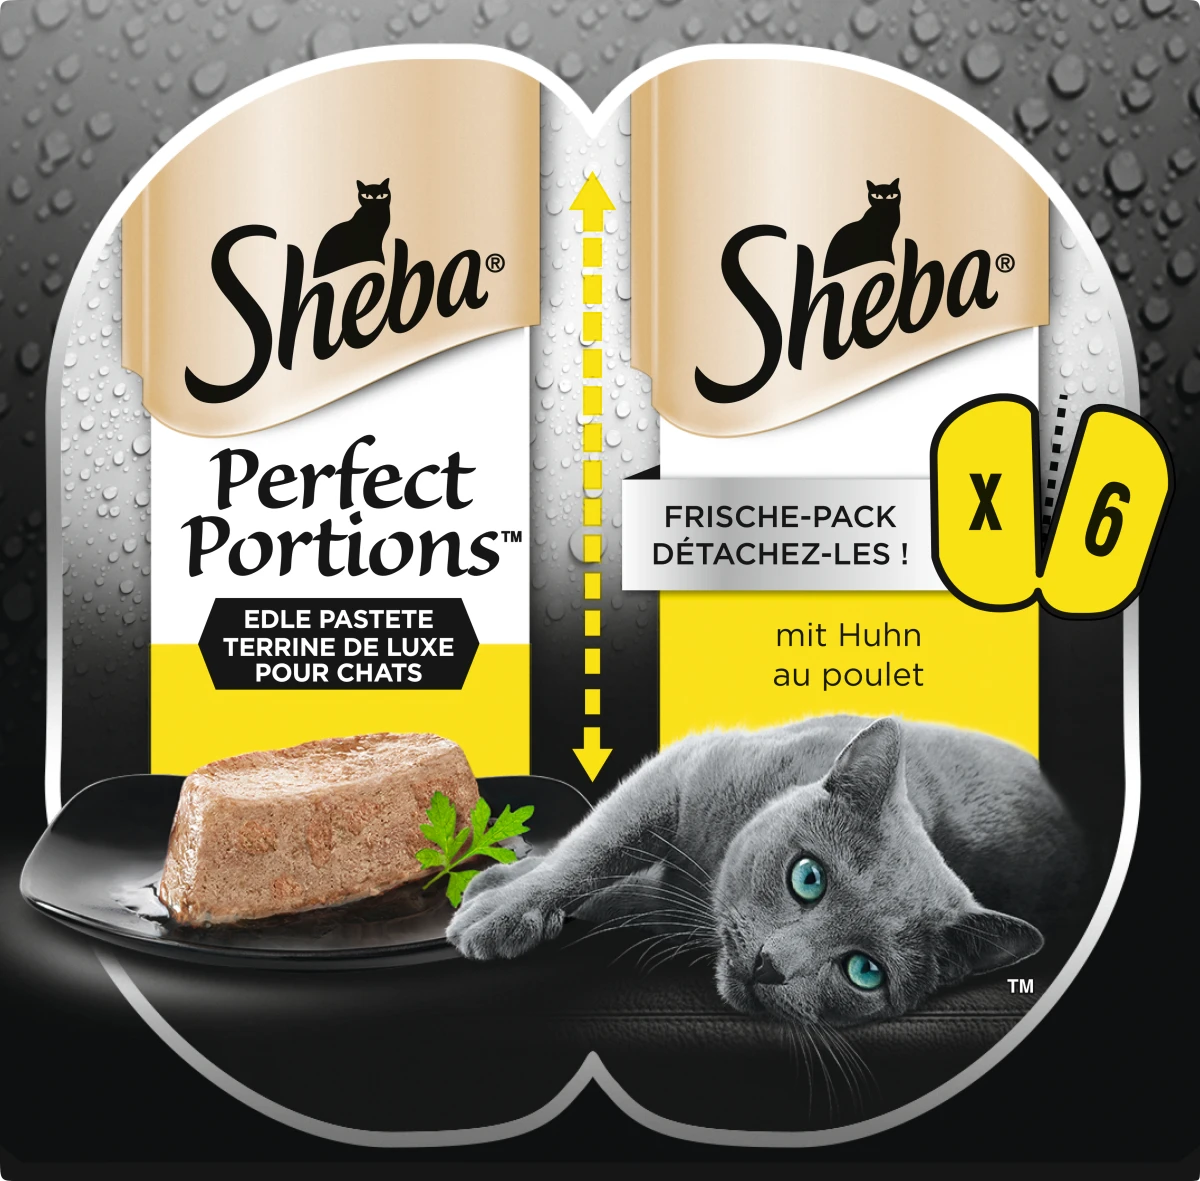 Sheba®
Perfect
Portions™
EDLE PASTETE
TERRINE DE LUXE
POUR CHATS
Sheba®
FRISCHE-PACK
DÉTACHEZ-LES !
X 6
mit Huhn
au poulet
TM